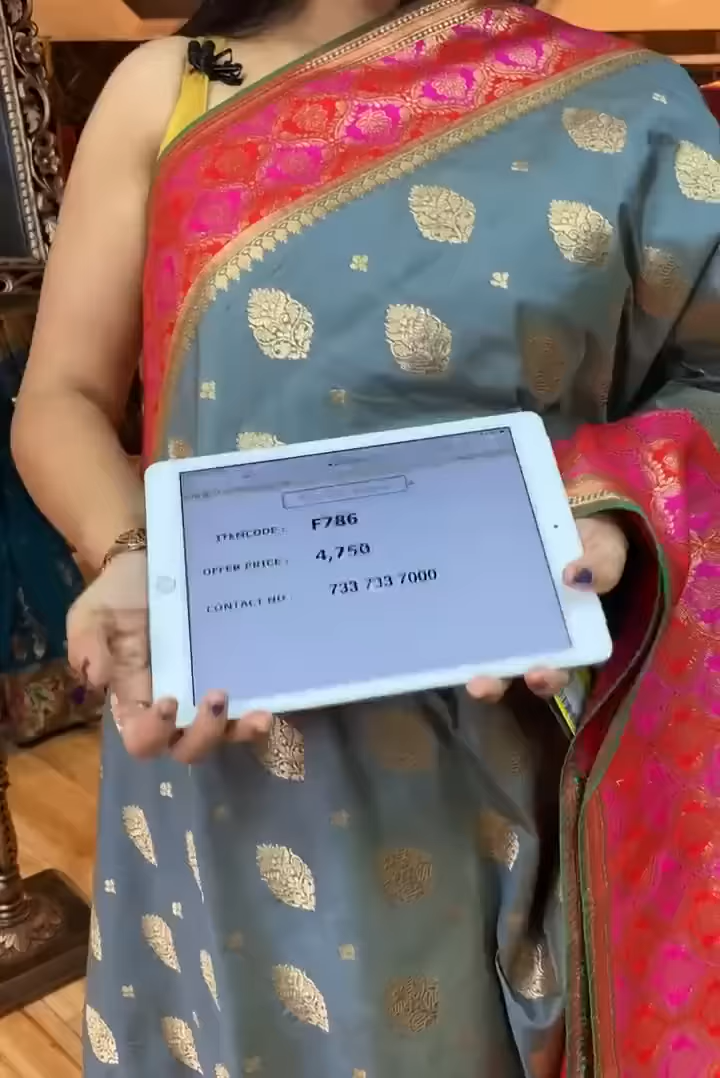 ITEMCODE : F786
OFFER PRICE : 4,750
CONTACT NO : 733 733 7000